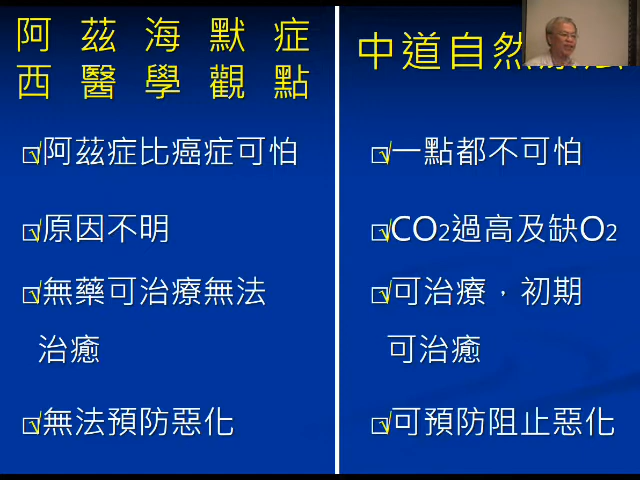 阿茲海默症
西醫學觀點
阿茲症比癌症可怕
原因不明
無藥可治療無法
治癒
無法預防惡化
中道自然
一點都不可怕
CO2過高及缺O2
可治療，初期
可治癒
可預防阻止惡化